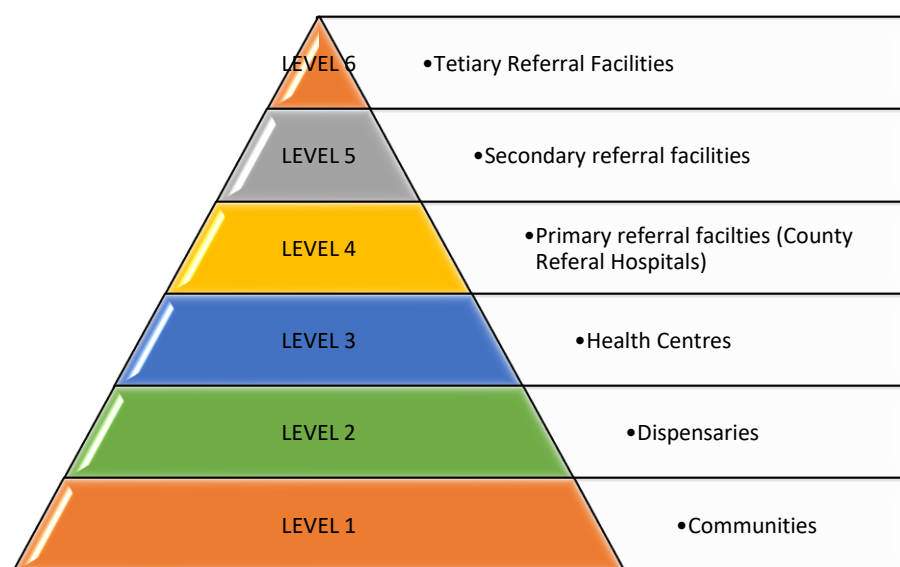 LEVEL 6
•Tetiary Referral Facilities
LEVEL 5
•Secondary referral facilities
LEVEL 4
•Primary referral facilties (County
Referal Hospitals)
LEVEL 3
•Health Centres
LEVEL 2
•Dispensaries
LEVEL 1
•Communities